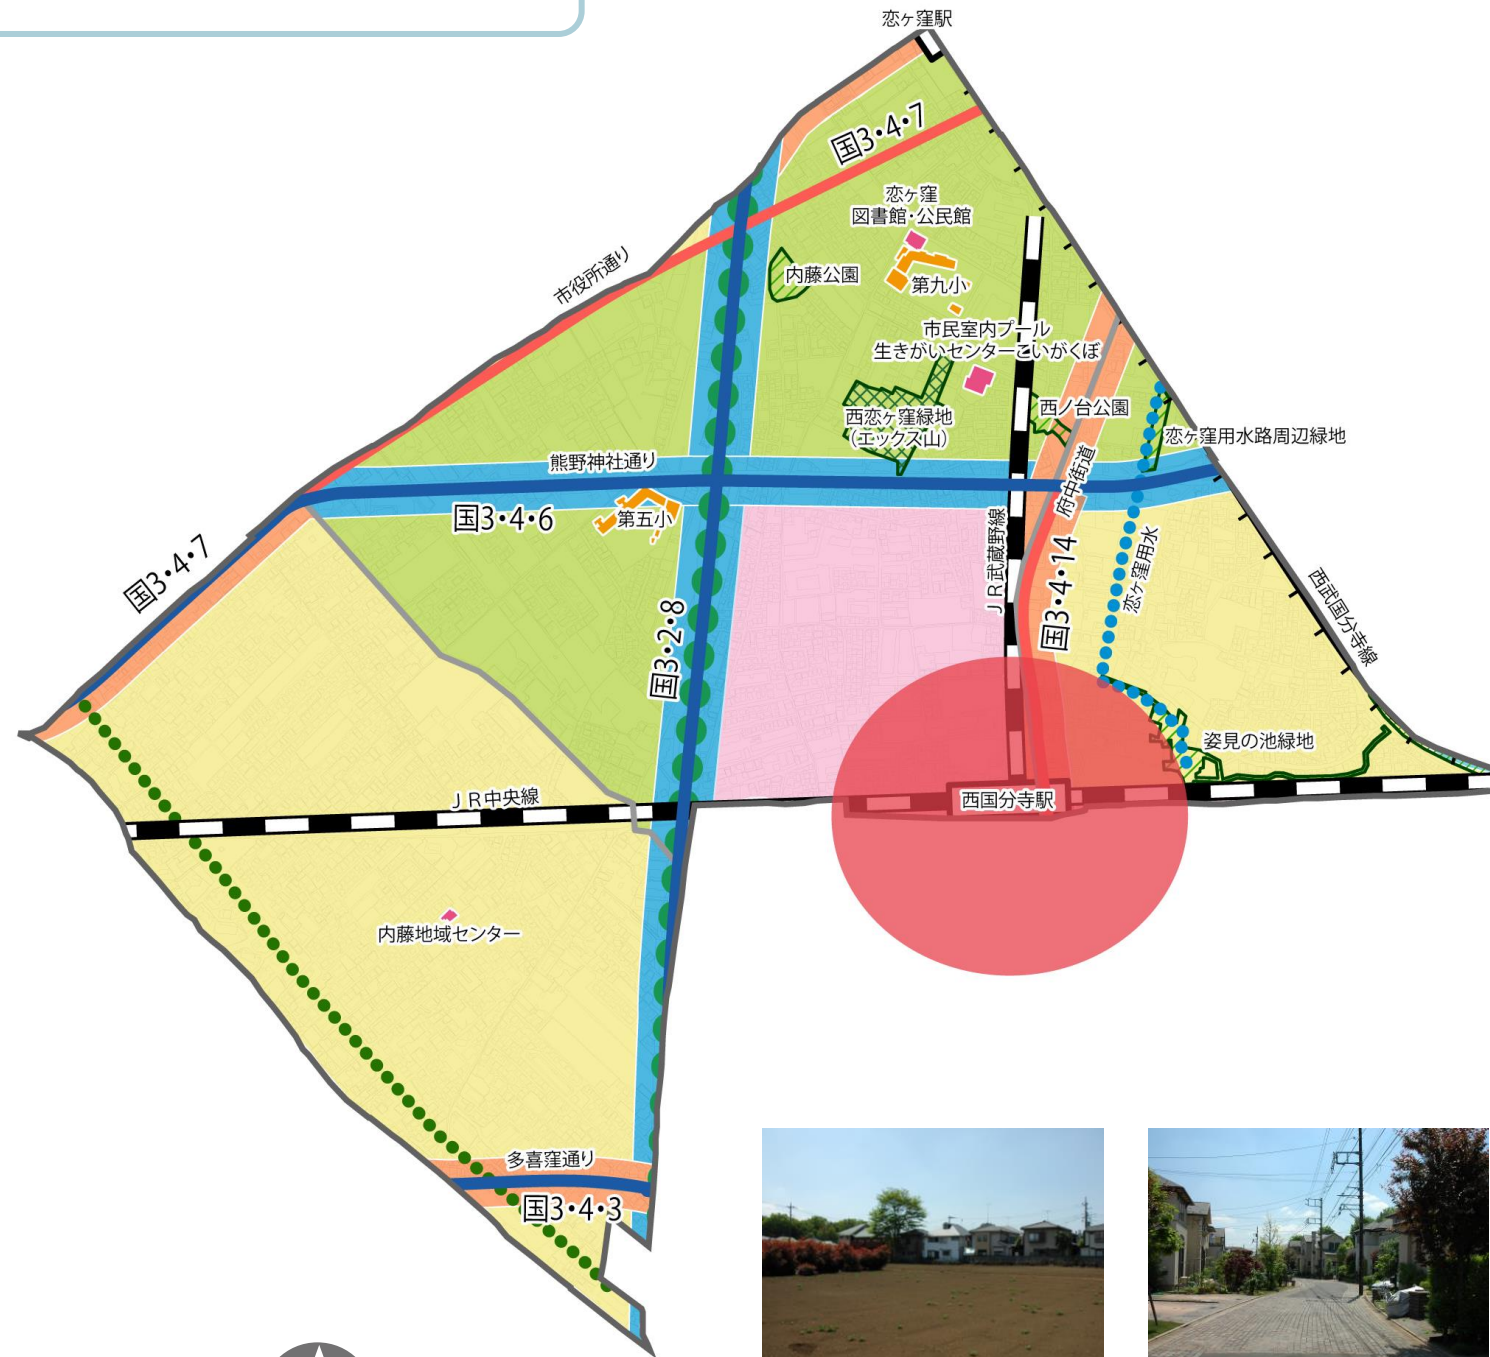 恋ヶ窪駅
国3・4・7
恋ヶ窪
図書館・公民館
市役所通り
内藤公園
第九小
市民室内プール
生きがいセンターこいがくぼ
西恋ヶ窪緑地
(エックス山)
西ノ台公園
恋ヶ窪用水路周辺緑地
熊野神社通り
府中街道
国3・4・6
第五小
国3・4・7
JR武蔵野線
国3・4・14
恋ヶ窪用水
西武国分寺線
国3・2・8
姿見の池緑地
JR中央線
西国分寺駅
内藤地域センター
多喜窪通り
国3・4・3